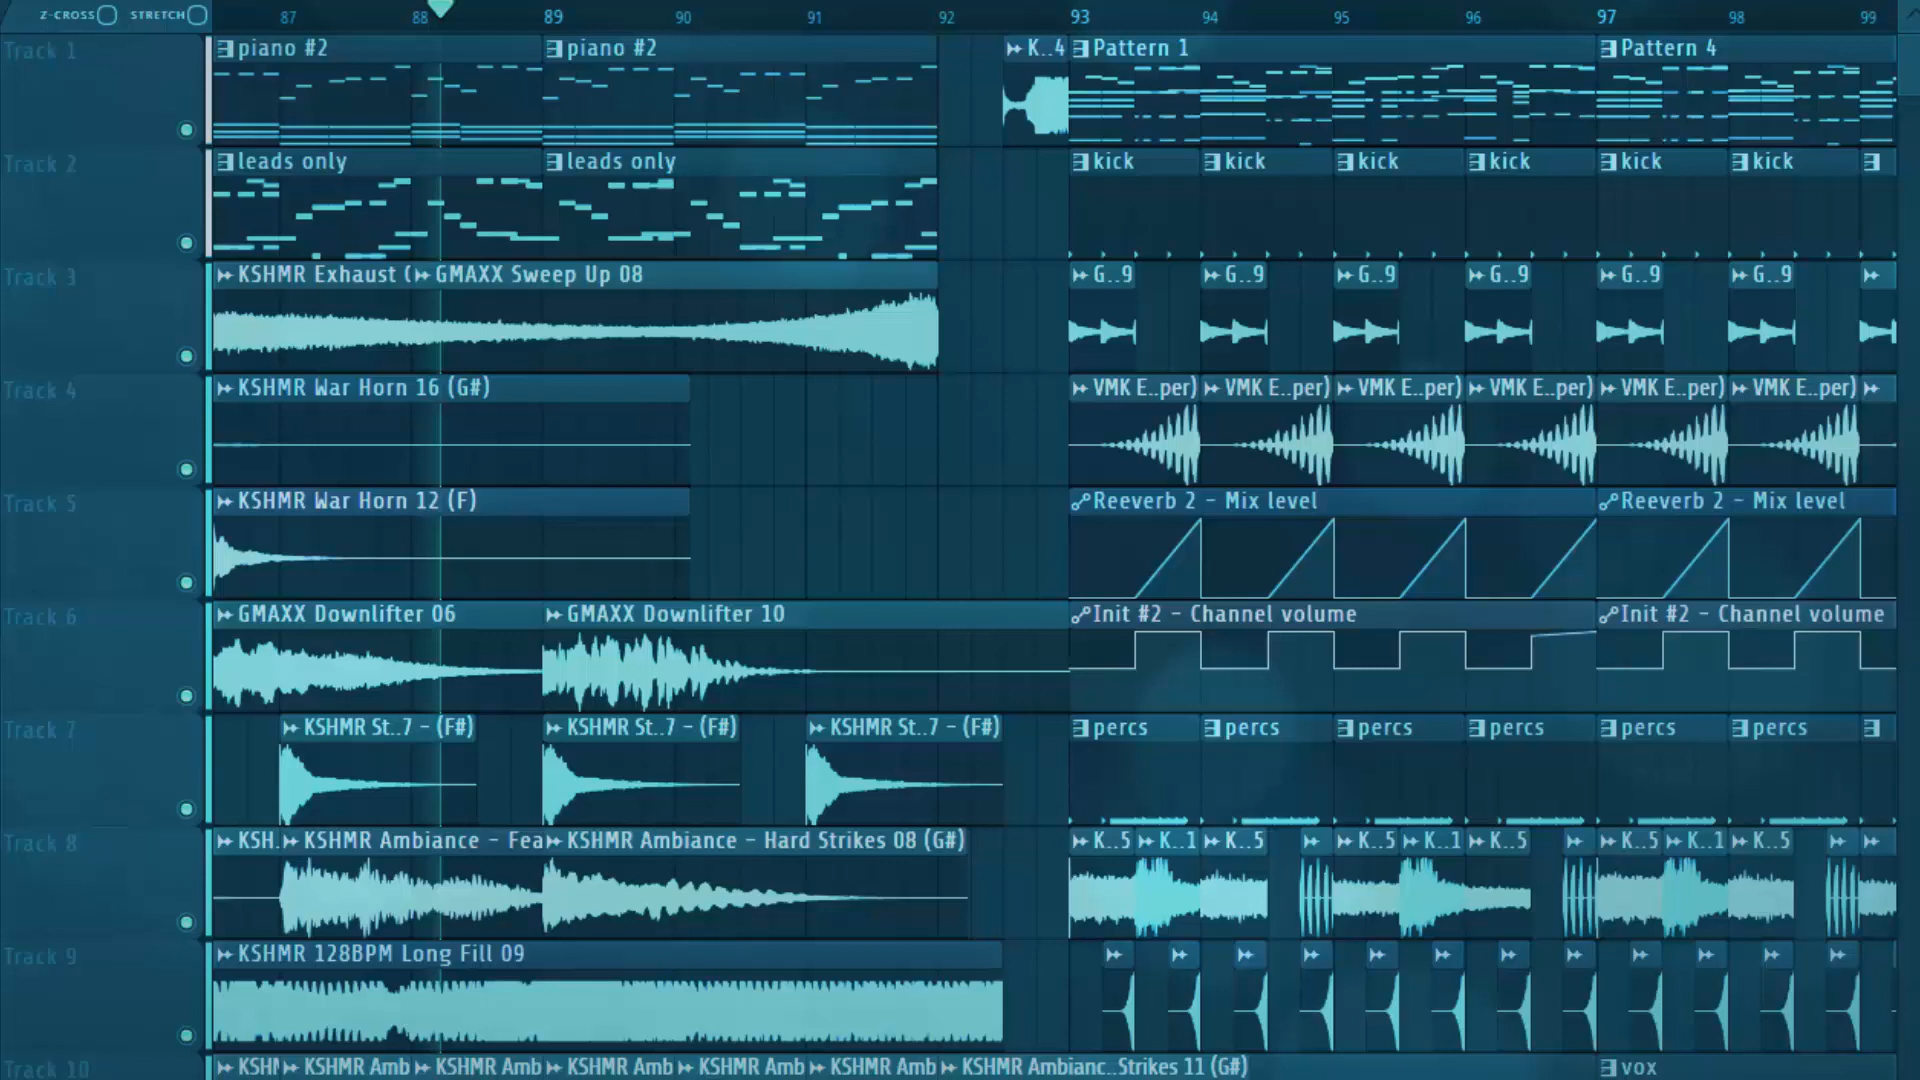 Z-CROSS STRETCH 87 88 89 90 91 92 93 94 95 96 97 98 99
Track 1 piano #2 piano #2 K..4 Pattern 1 Pattern 4
Track 2 leads only leads only kick kick kick kick kick kick
Track 3 KSHMR Exhaust ( GMAXX Sweep Up 08 G..9 G..9 G..9 G..9 G..9 G..9
Track 4 KSHMR War Horn 16 (G#) VMK E..per) VMK E..per) VMK E..per) VMK E..per) VMK E..per) VMK E..per)
Track 5 KSHMR War Horn 12 (F) Reeverb 2 - Mix level Reeverb 2 - Mix level
Track 6 GMAXX Downlifter 06 GMAXX Downlifter 10 Init #2 - Channel volume Init #2 - Channel volume
Track 7 KSHMR St..7 - (F#) KSHMR St..7 - (F#) KSHMR St..7 - (F#) percs percs percs percs percs percs
Track 8 KSH. KSHMR Ambiance - Fea KSHMR Ambiance - Hard Strikes 08 (G#) K..5 K..1 K..5 K..5 K..1 K..5 K..5 K..1 K..5
Track 9 KSHMR 128BPM Long Fill 09
Track 10 KSHM KSHMR Amb KSHMR Amb KSHMR Amb KSHMR Amb KSHMR Amb KSHMR Ambianc..Strikes 11 (G#) vox